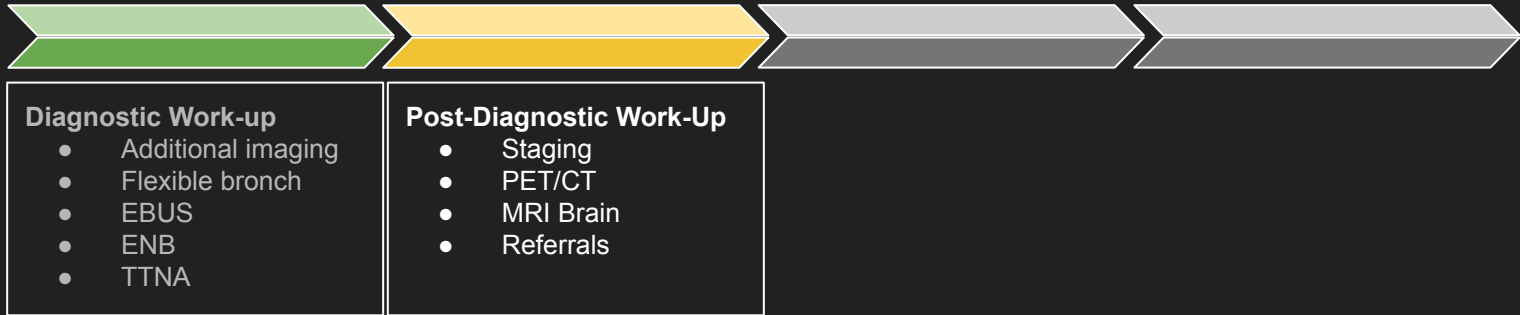 Diagnostic Work-up
● Additional imaging
● Flexible bronch
● EBUS
● ENB
● TTNA
Post-Diagnostic Work-Up
● Staging
● PET/CT
● MRI Brain
● Referrals